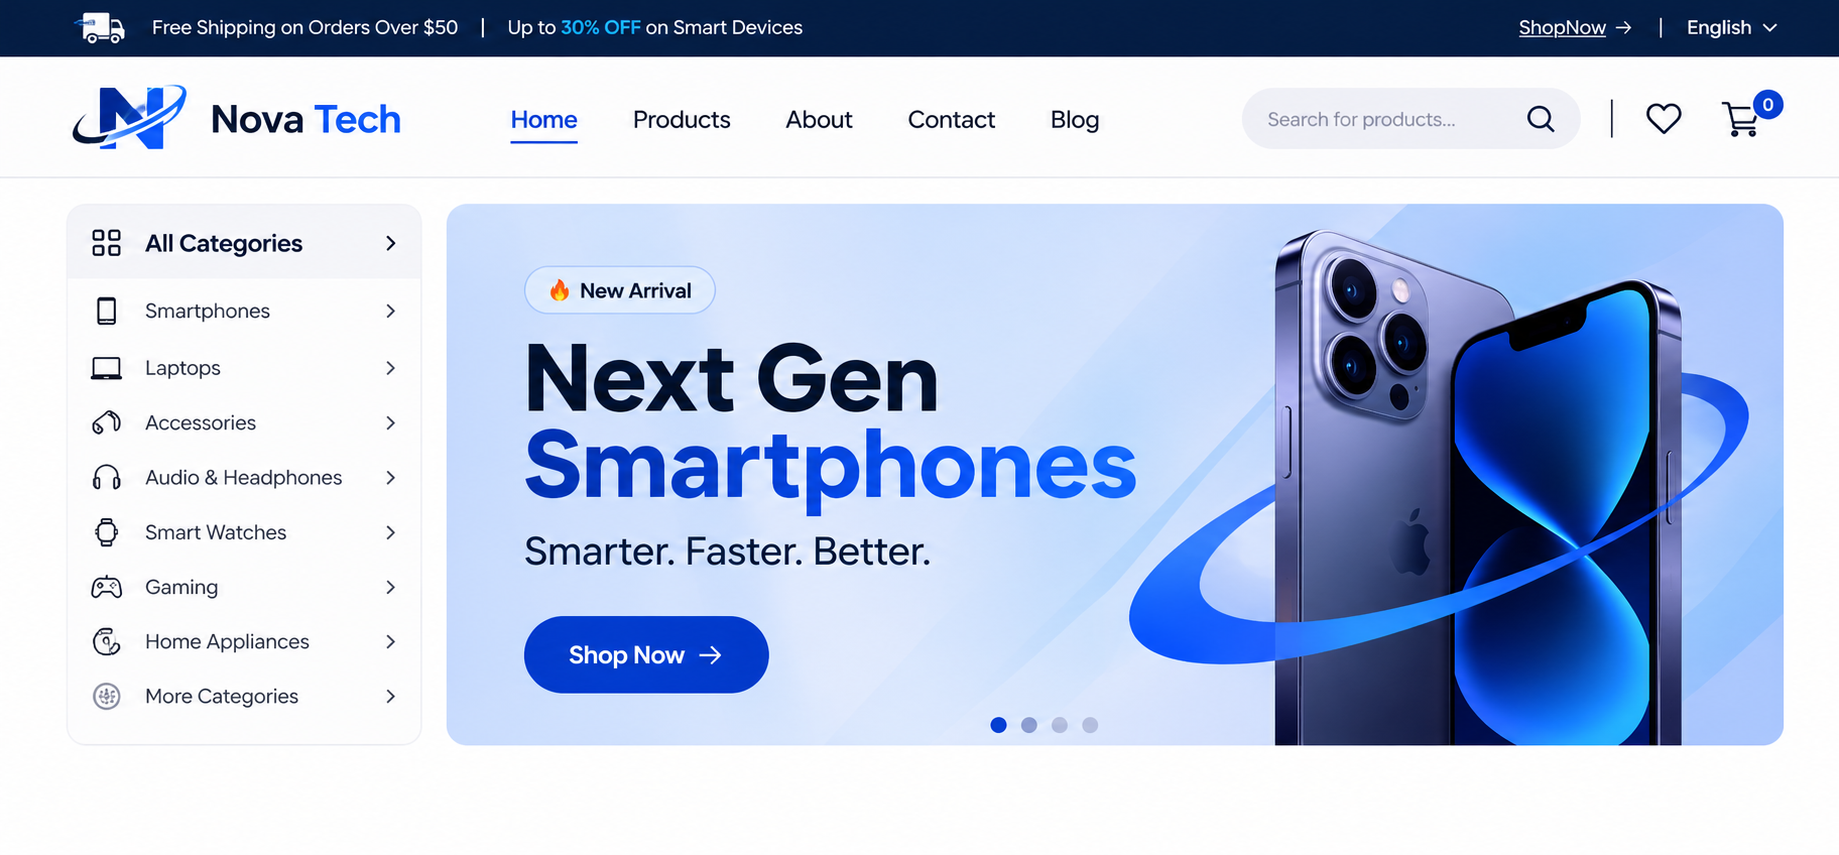 Free Shipping on Orders Over $50 | Up to 30% OFF on Smart Devices
ShopNow → | English
N Nova Tech
Home Products About Contact Blog
Search for products...
0
All Categories
Smartphones
Laptops
Accessories
Audio & Headphones
Smart Watches
Gaming
Home Appliances
More Categories
🔥 New Arrival
Next Gen
Smartphones
Smarter. Faster. Better.
Shop Now →